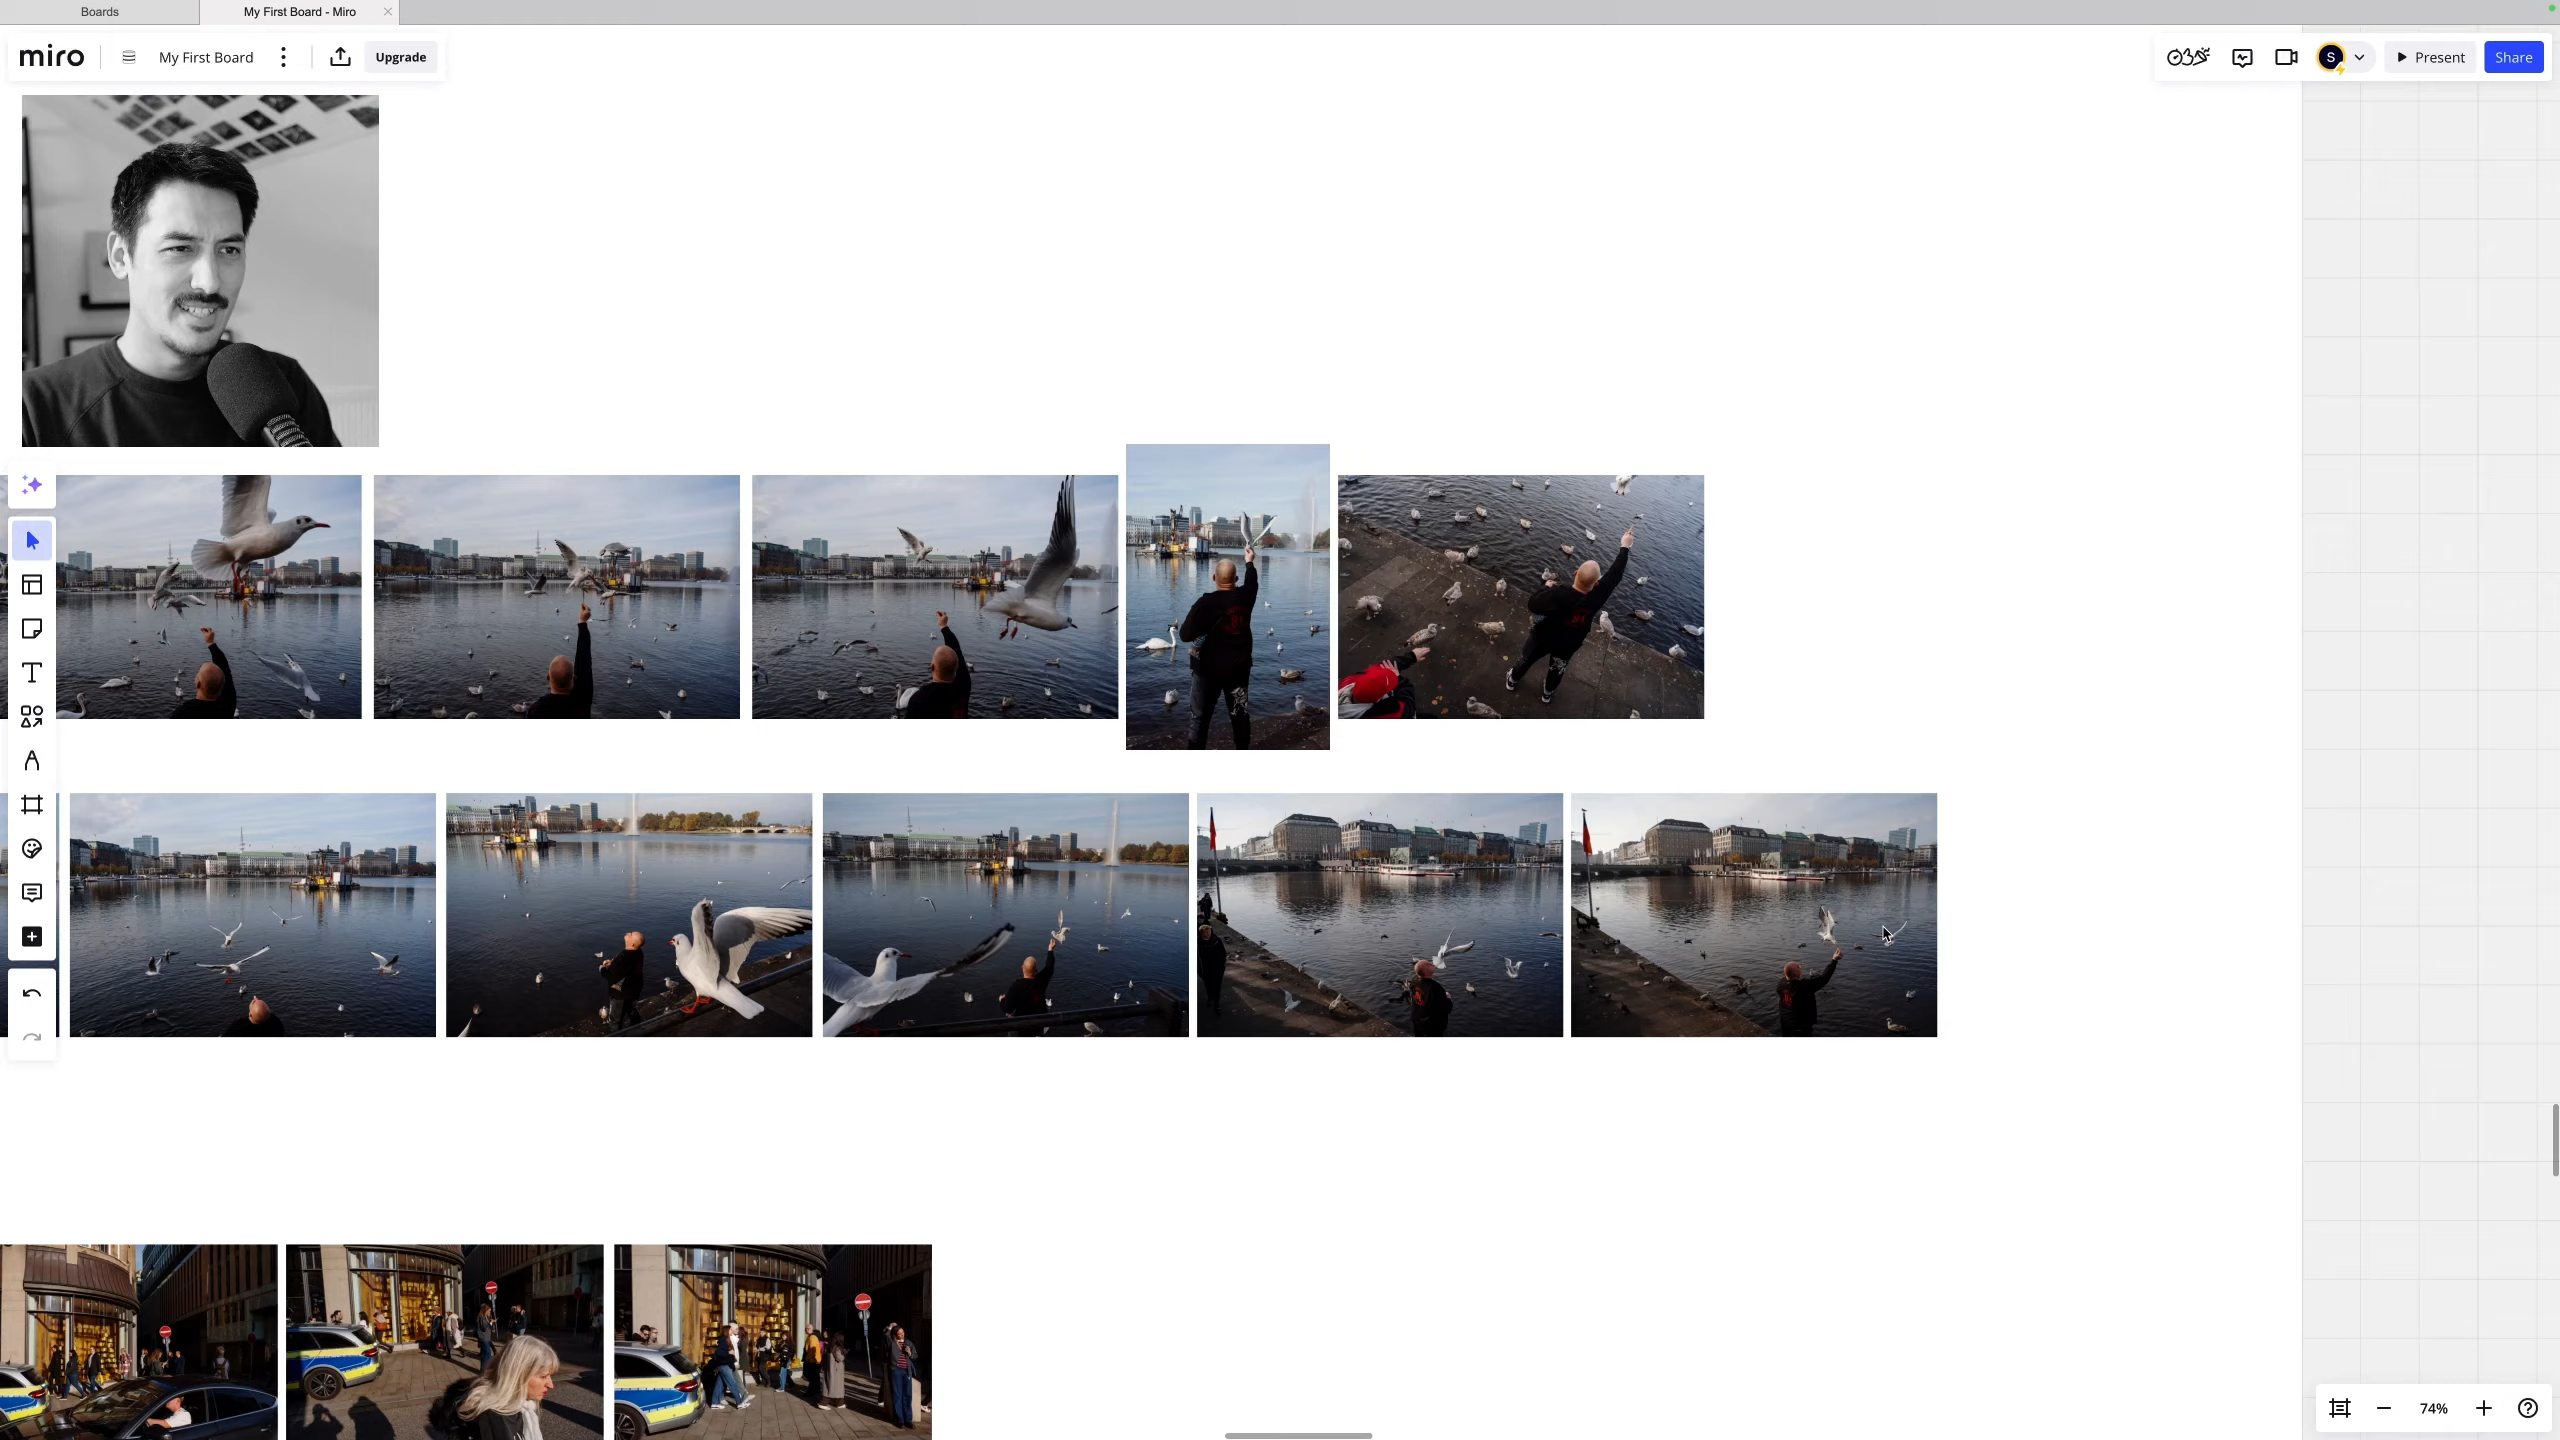 Boards
My First Board - Miro
miro
My First Board
Upgrade
S
Present
Share
74%